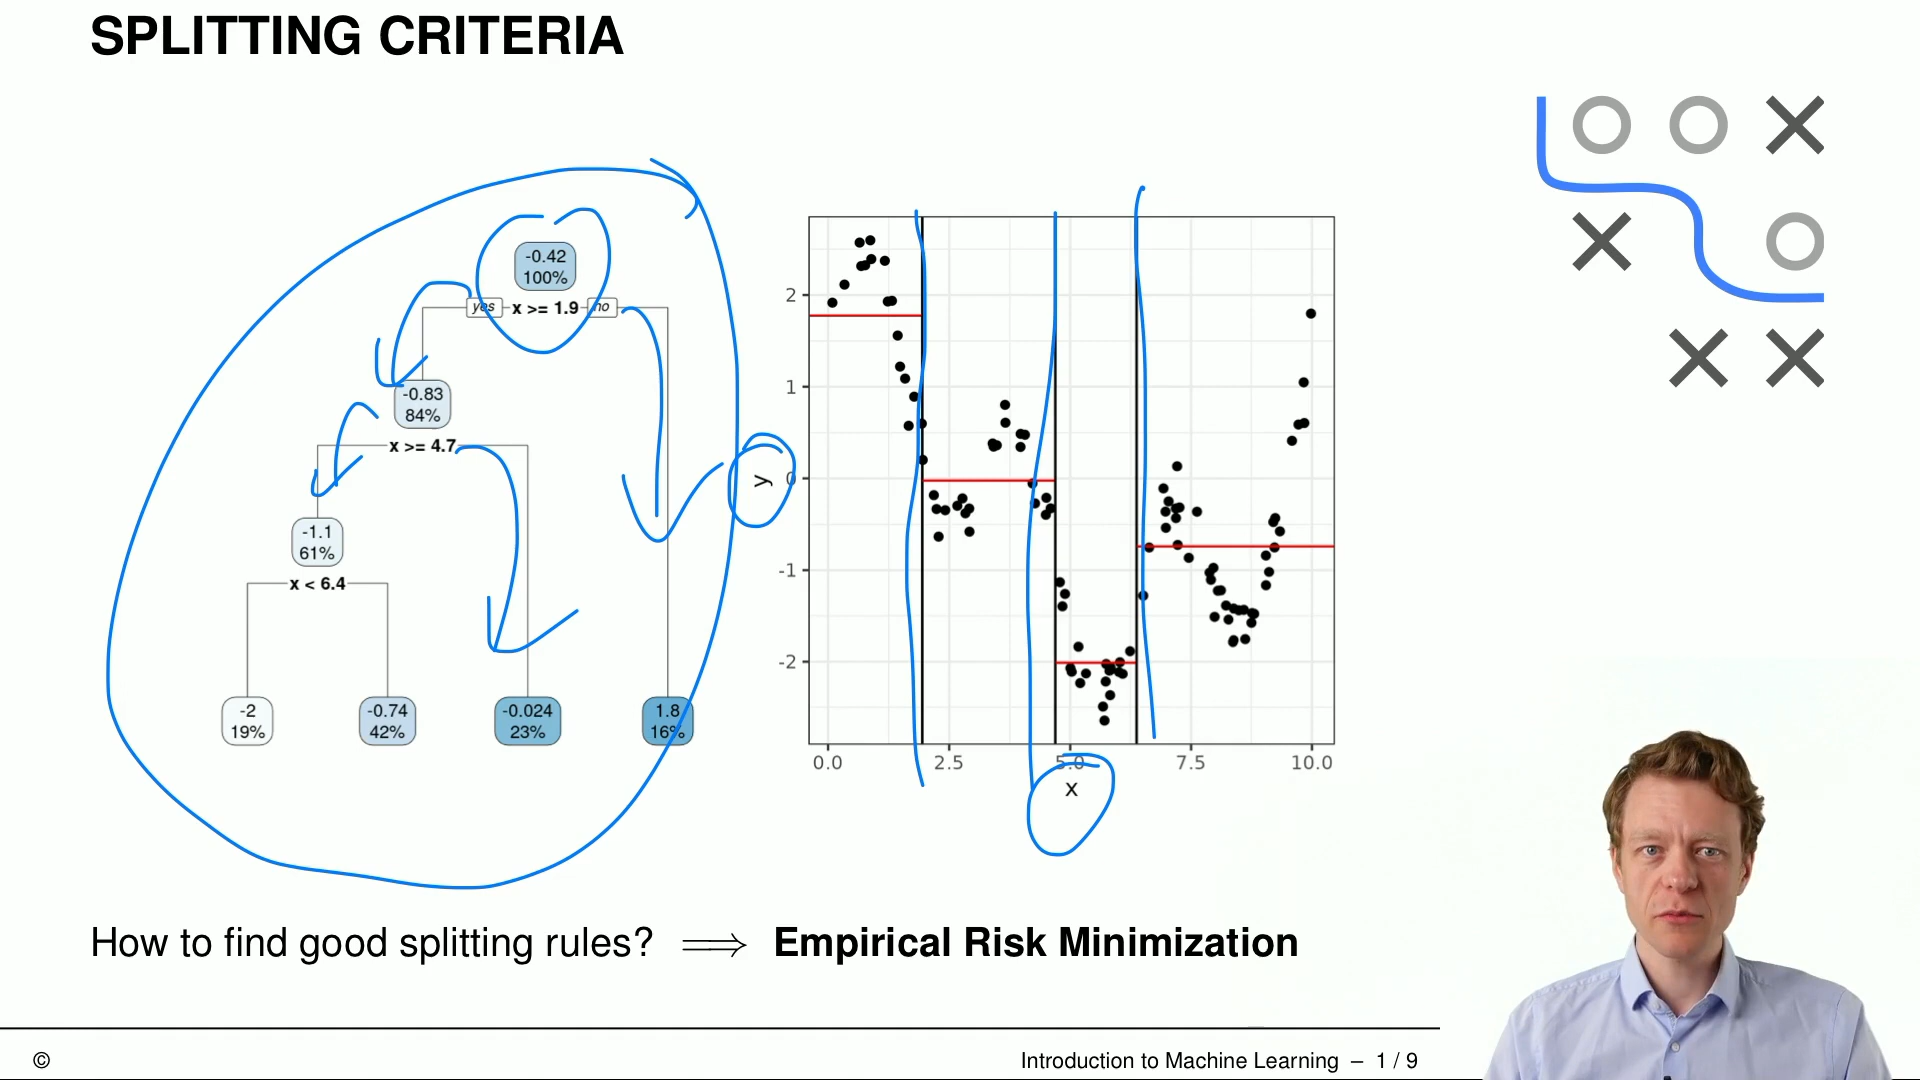 SPLITTING CRITERIA
-0.42
100%
yes x >= 1.9 no
-0.83
84%
x >= 4.7
-1.1
61%
x < 6.4
-2
19%
-0.74
42%
-0.024
23%
1.8
16%
y
2
1
0
-1
-2
0.0 2.5 5.0 7.5 10.0
x
How to find good splitting rules? ⟹ Empirical Risk Minimization
© Introduction to Machine Learning – 1 / 9